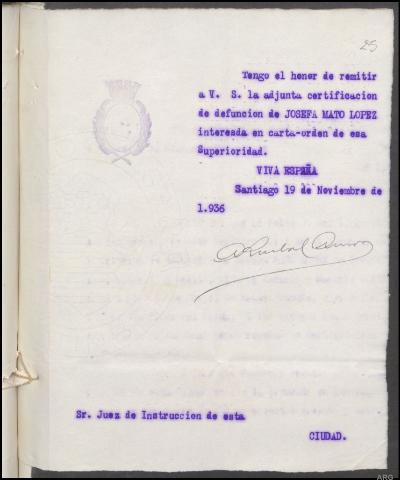 25
Tengo el honor de remitir
a V. S. la adjunta certificacion
de defuncion de JOSEFA MATO LOPEZ
interesda en carta-orden de esa
Superioridad.
VIVA ESPAÑA
Santiago 19 de Noviembre de
1.936
Sr. Juez de Instruccion de esta
CIUDAD.
ARG